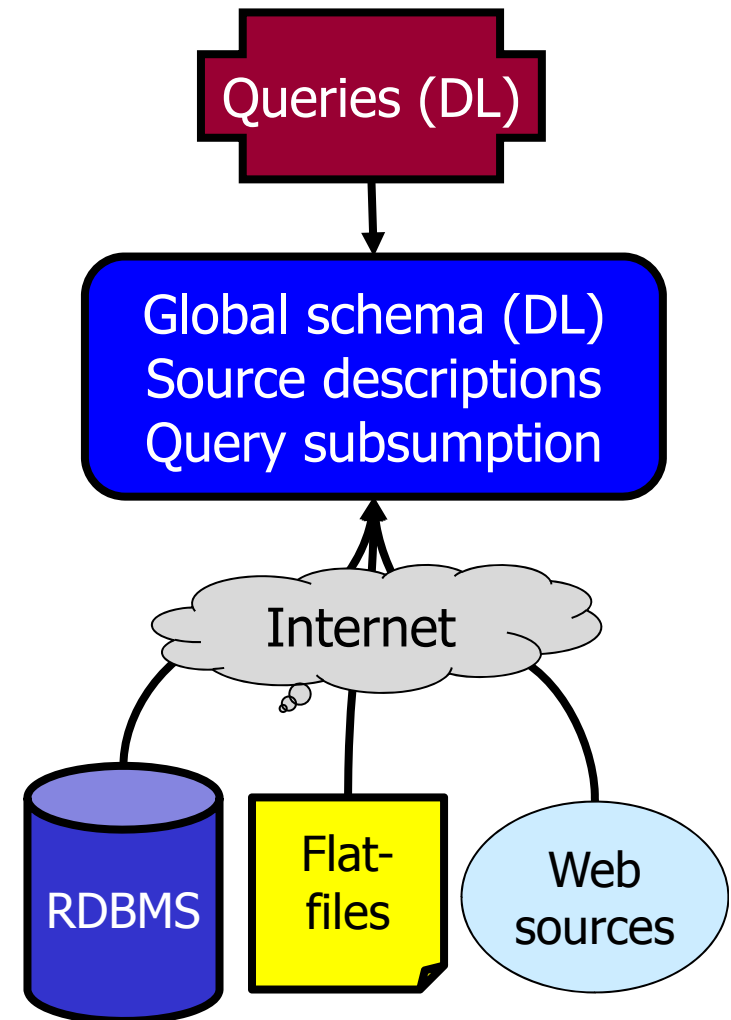 Queries (DL)
Global schema (DL)
Source descriptions
Query subsumption
Internet
RDBMS
Flat-
files
Web
sources